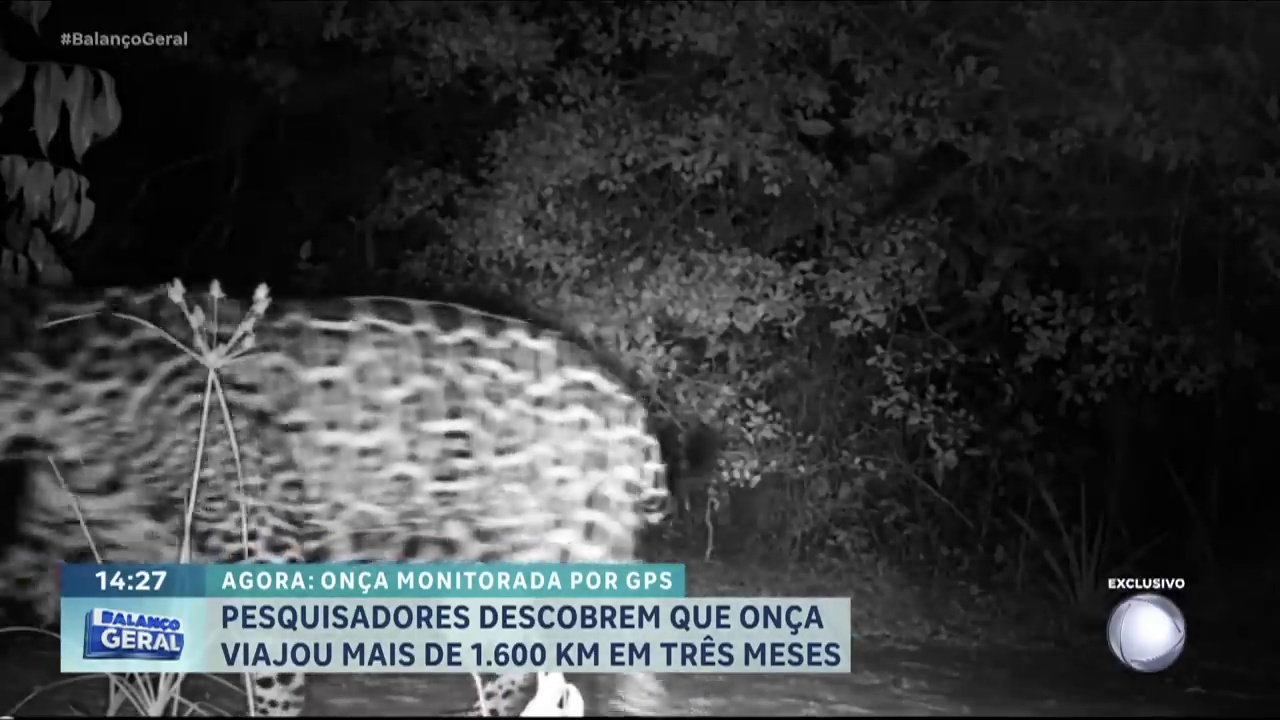 #BalançoGeral
14:27
AGORA: ONÇA MONITORADA POR GPS
BALANÇO
GERAL
PESQUISADORES DESCOBREM QUE ONÇA
VIAJOU MAIS DE 1.600 KM EM TRÊS MESES
EXCLUSIVO